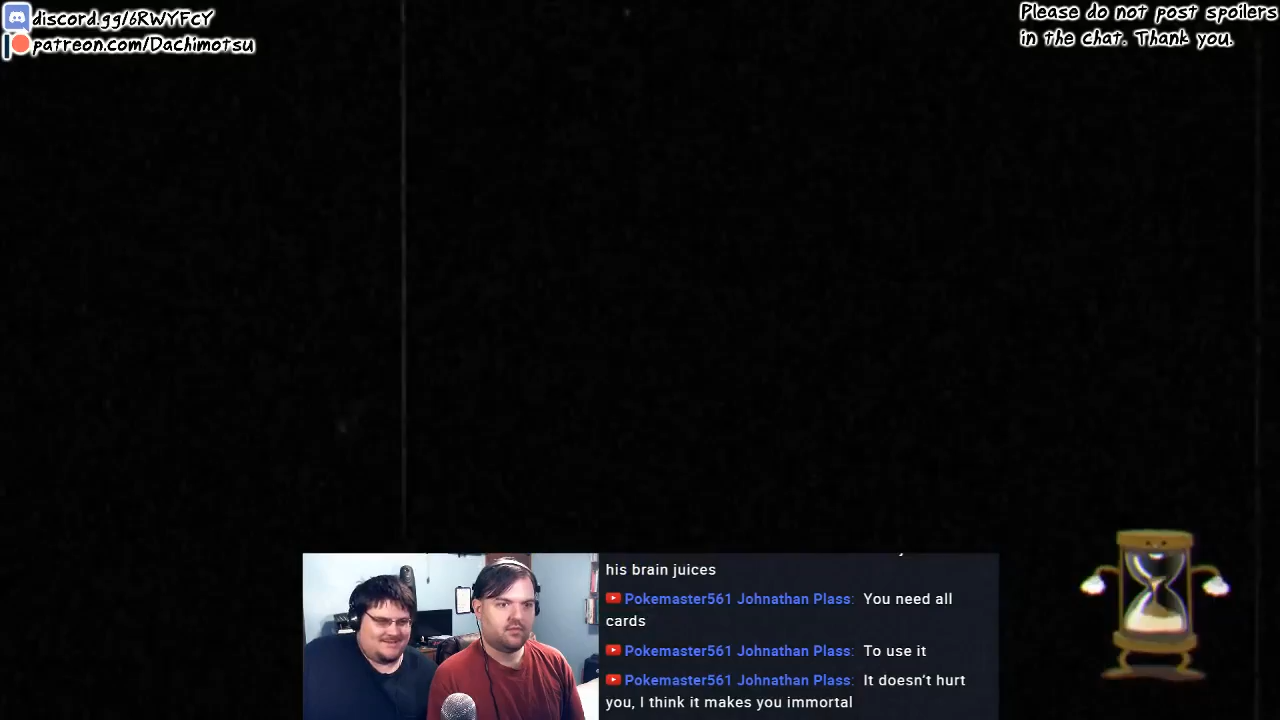 discord.gg/6RWYFcY
patreon.com/Dachimotsu
Please do not post spoilers
in the chat. Thank you.
his brain juices
Pokemaster561 Johnathan Plass: You need all
cards
Pokemaster561 Johnathan Plass: To use it
Pokemaster561 Johnathan Plass: It doesn't hurt
you, I think it makes you immortal